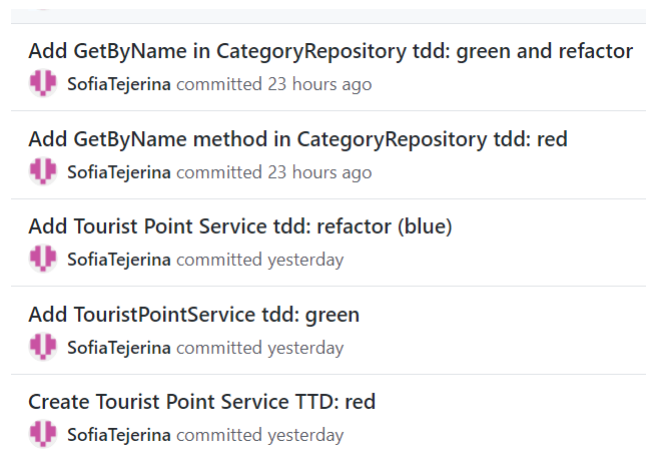 Add GetByName in CategoryRepository tdd: green and refactor
SofiaTejerina committed 23 hours ago
Add GetByName method in CategoryRepository tdd: red
SofiaTejerina committed 23 hours ago
Add Tourist Point Service tdd: refactor (blue)
SofiaTejerina committed yesterday
Add TouristPointService tdd: green
SofiaTejerina committed yesterday
Create Tourist Point Service TTD: red
SofiaTejerina committed yesterday